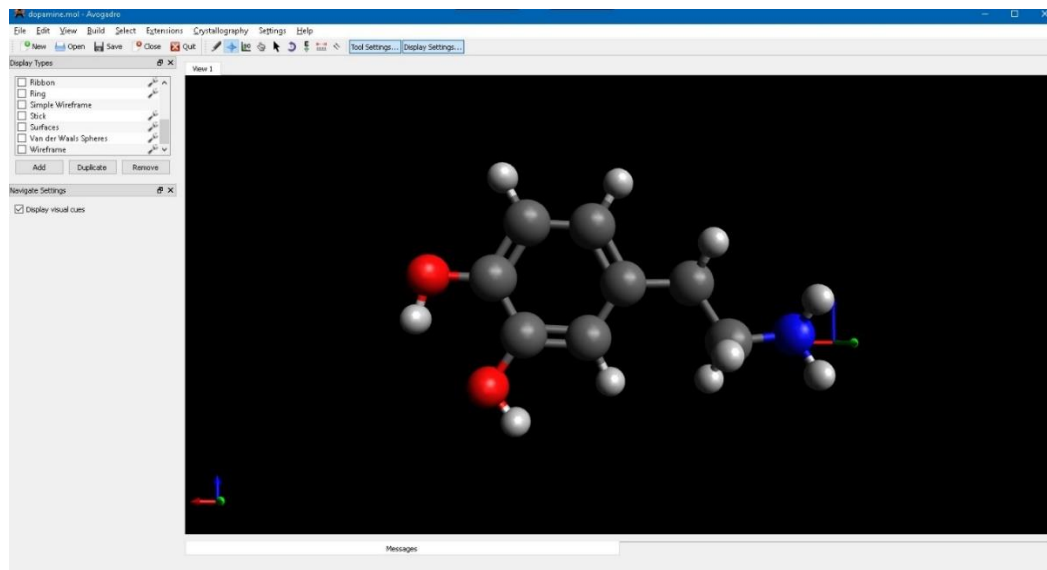 dopamine.mol - Avogadro
File Edit View Build Select Extensions Crystallography Settings Help
New Open Save Close Quit Tool Settings... Display Settings...
Display Types
View 1
Ribbon
Ring
Simple Wireframe
Stick
Surfaces
Van der Waals Spheres
Wireframe
Add Duplicate Remove
Navigate Settings
Display visual cues
Messages